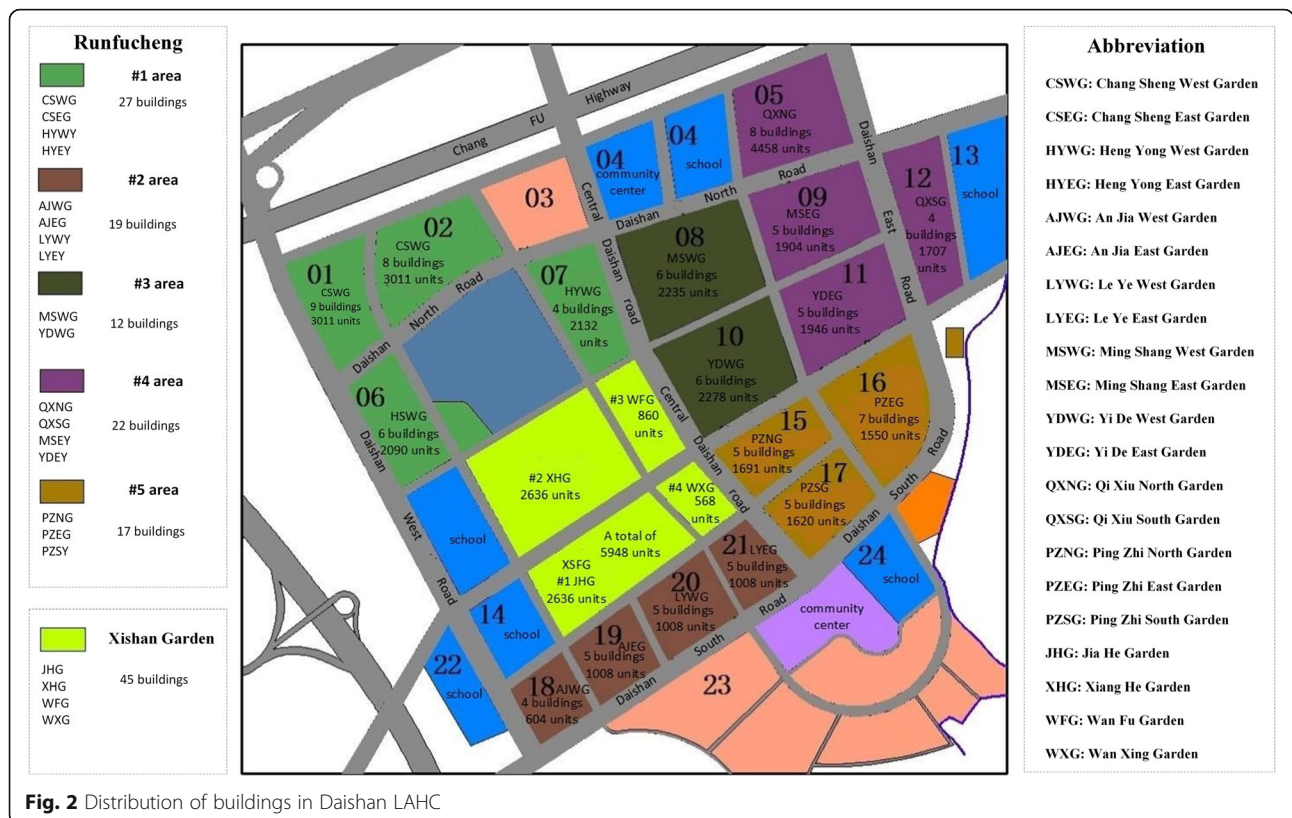 Runfucheng
#1 area
CSWG
CSEG
HYWY
HYEY
27 buildings
#2 area
AJWG
AJEG
LYWY
LYEY
19 buildings
#3 area
MSWG
YDWG
12 buildings
#4 area
QXNG
QXSG
MSEY
YDEY
22 buildings
#5 area
PZNG
PZEG
PZSY
17 buildings
Xishan Garden
JHG
XHG
WFG
WXG
45 buildings
Chang FU Highway
01
CSWG
9 buildings
3011 units
02
CSWG
8 buildings
3011 units
03
04
community
center
04
school
05
QXNG
8 buildings
4458 units
Daishan North Road
Daishan North Road
Central Daishan road
Daishan East Road
06
HSWG
6 buildings
2090 units
07
HYWG
4 buildings
2132
units
08
MSWG
6 buildings
2235 units
09
MSEG
5 buildings
1904 units
10
YDWG
6 buildings
2278 units
11
YDEG
5 buildings
1946 units
12
QXSG
4
buildings
1707
units
13
school
Daishan West Road
school
#2 XHG
2636 units
#3 WFG
860
units
Central Daishan road
#4 WXG
568
units
A total of
5948 units
XSFG
#1 JHG
2636 units
14
school
15
PZNG
5 buildings
1691 units
16
PZEG
7 buildings
1550 units
17
PZSG
5 buildings
1620 units
18 AJWG
4 buildings
604 units
19
AJEG
5 buildings
1008 units
20
LYWG
5 buildings
1008 units
21 LYEG
5 buildings
1008 units
22
school
23
24
school
community
center
Daishan South Road
Daishan South Road
Abbreviation
CSWG: Chang Sheng West Garden
CSEG: Chang Sheng East Garden
HYWG: Heng Yong West Garden
HYEG: Heng Yong East Garden
AJWG: An Jia West Garden
AJEG: An Jia East Garden
LYWG: Le Ye West Garden
LYEG: Le Ye East Garden
MSWG: Ming Shang West Garden
MSEG: Ming Shang East Garden
YDWG: Yi De West Garden
YDEG: Yi De East Garden
QXNG: Qi Xiu North Garden
QXSG: Qi Xiu South Garden
PZNG: Ping Zhi North Garden
PZEG: Ping Zhi East Garden
PZSG: Ping Zhi South Garden
JHG: Jia He Garden
XHG: Xiang He Garden
WFG: Wan Fu Garden
WXG: Wan Xing Garden
Fig. 2 Distribution of buildings in Daishan LAHC